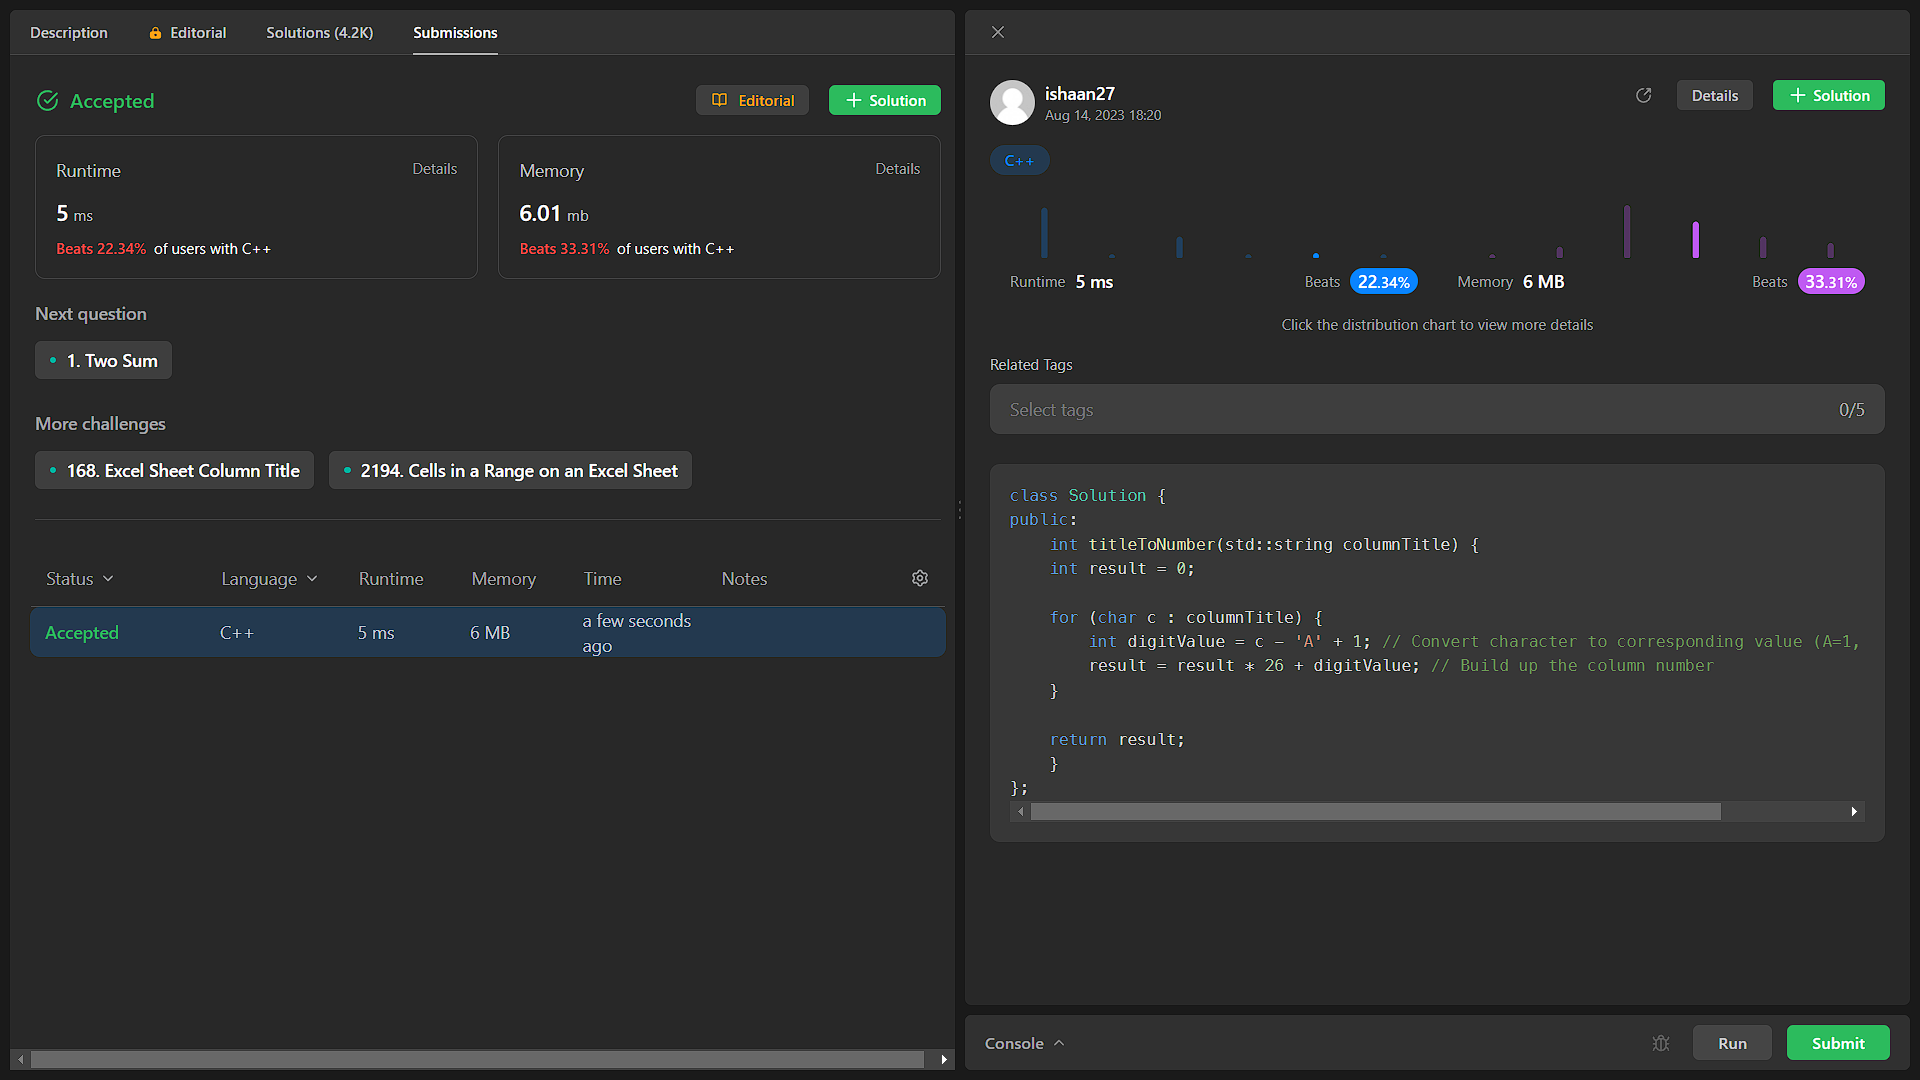 Description
Editorial
Solutions (4.2K)
Submissions
Accepted
Editorial
Solution
Runtime
Details
5 ms
Beats 22.34% of users with C++
Memory
Details
6.01 mb
Beats 33.31% of users with C++
Next question
1. Two Sum
More challenges
168. Excel Sheet Column Title
2194. Cells in a Range on an Excel Sheet
Status
Language
Runtime
Memory
Time
Notes
Accepted
C++
5 ms
6 MB
a few seconds
ago
ishaan27
Aug 14, 2023 18:20
Details
Solution
C++
Runtime 5 ms
Beats 22.34%
Memory 6 MB
Beats 33.31%
Click the distribution chart to view more details
Related Tags
Select tags
0/5
class Solution {
public:
    int titleToNumber(std::string columnTitle) {
    int result = 0;
    for (char c : columnTitle) {
        int digitValue = c - 'A' + 1; // Convert character to corresponding value (A=1,
        result = result * 26 + digitValue; // Build up the column number
    }
    return result;
    }
};
Console
Run
Submit